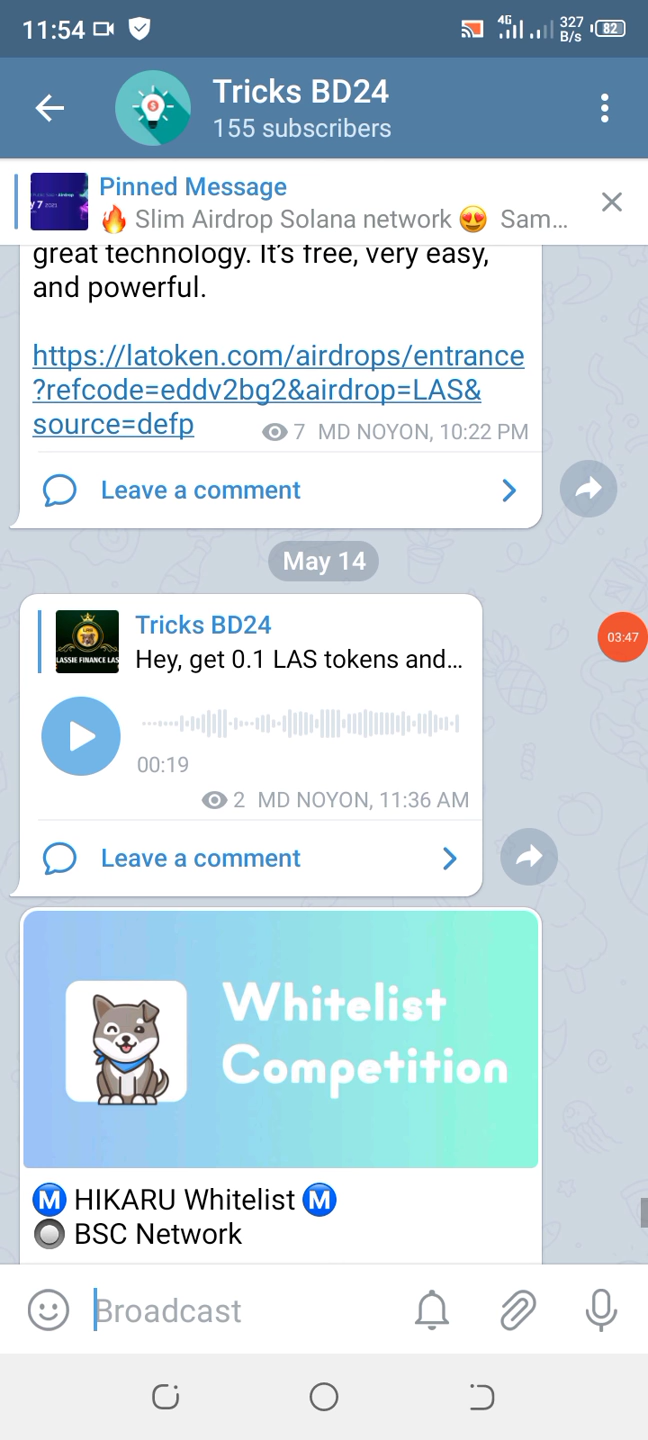 11:54
4G
327
B/s
82
Tricks BD24
155 subscribers
Pinned Message
🔥 Slim Airdrop Solana network 😍 Sam...
great technology. It's free, very easy,
and powerful.
https://latoken.com/airdrops/entrance
?refcode=eddv2bg2&airdrop=LAS&
source=defp
7 MD NOYON, 10:22 PM
Leave a comment
May 14
Tricks BD24
Hey, get 0.1 LAS tokens and...
LASSIE FINANCE LAS
03:47
00:19
2 MD NOYON, 11:36 AM
Leave a comment
Whitelist
Competition
Ⓜ️ HIKARU Whitelist Ⓜ️
🔘 BSC Network
Broadcast